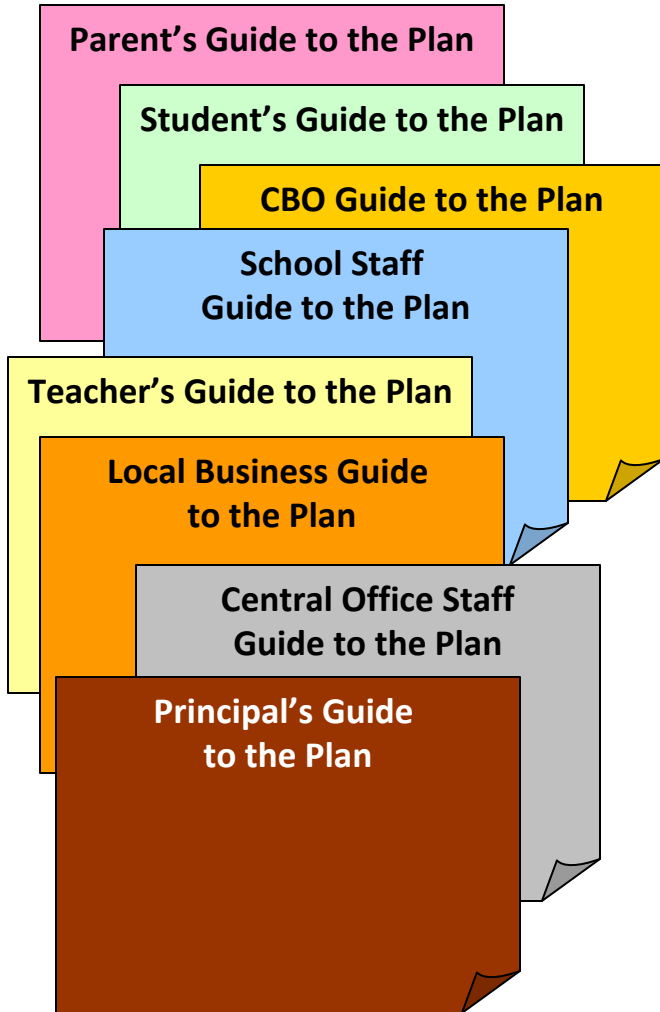 Parent’s Guide to the Plan
Student’s Guide to the Plan
CBO Guide to the Plan
School Staff
Guide to the Plan
Teacher’s Guide to the Plan
Local Business Guide
to the Plan
Central Office Staff
Guide to the Plan
Principal’s Guide
to the Plan